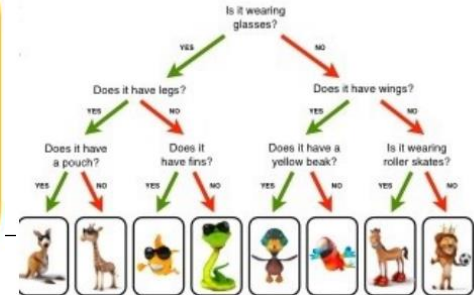 Is it wearing
glasses?
YES
NO
Does it have legs?
Does it have wings?
YES
NO
YES
NO
Does it have
a pouch?
Does it
have fins?
Does it have a
yellow beak?
Is it wearing
roller skates?
YES
NO
YES
NO
YES
NO
YES
NO